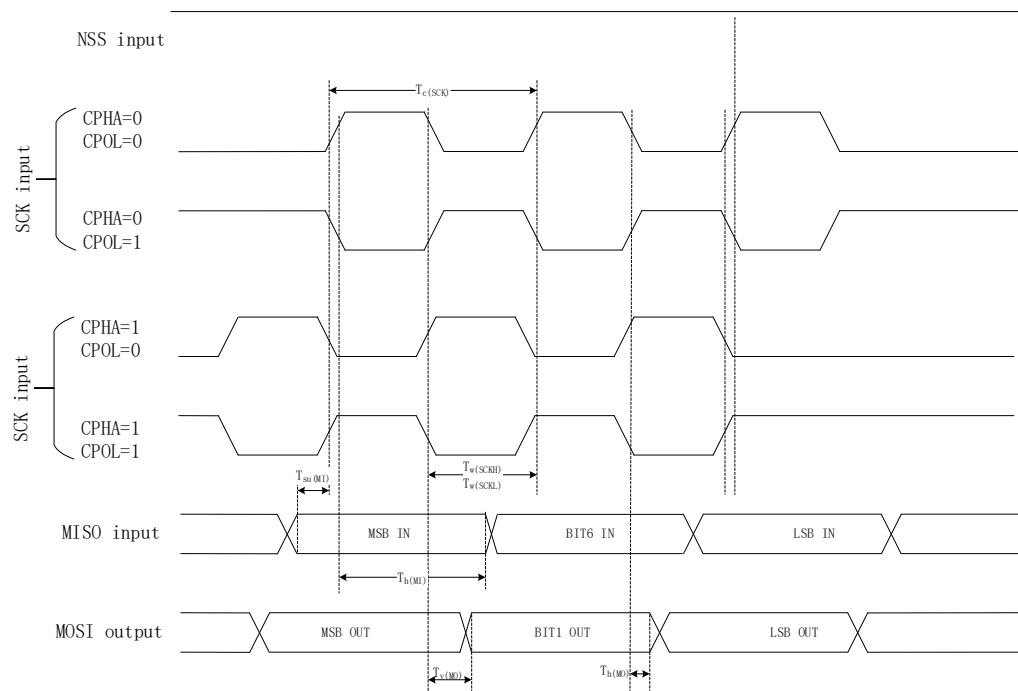 NSS input
Tc(SCK)
SCK input
CPHA=0
CPOL=0
CPHA=0
CPOL=1
SCK input
CPHA=1
CPOL=0
CPHA=1
CPOL=1
Tw(SCKH)
Tw(SCKL)
Tsu(MI)
MISO input
MSB IN
BIT6 IN
LSB IN
Th(MI)
MOSI output
MSB OUT
BIT1 OUT
LSB OUT
Tv(MO)
Th(MO)